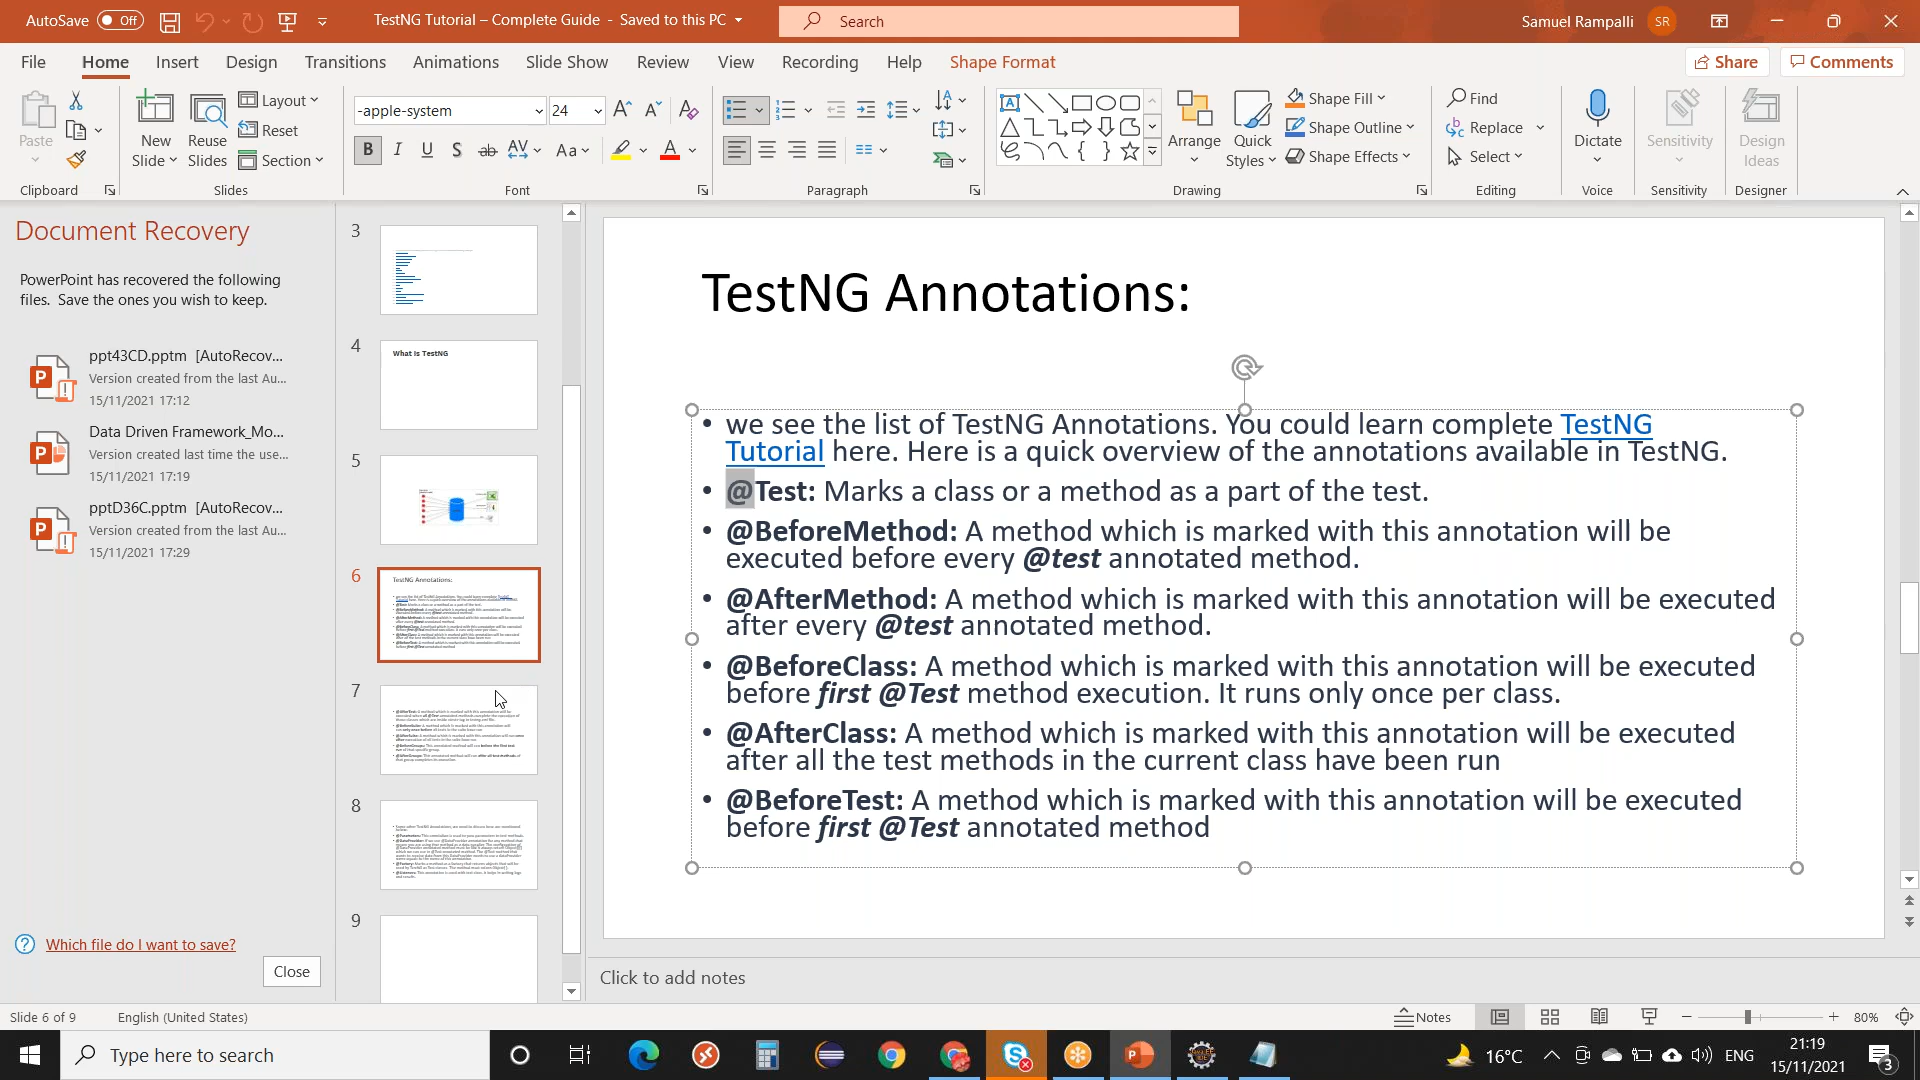 AutoSave Off TestNG Tutorial – Complete Guide - Saved to this PC Search Samuel Rampalli SR
File Home Insert Design Transitions Animations Slide Show Review View Recording Help Shape Format Share Comments
Paste New Slide Reuse Slides Layout Reset Section
-apple-system 24
B I U S ab AV Aa A
Arrange Quick Styles Shape Fill Shape Outline Shape Effects
Find Replace Select
Dictate Sensitivity Design Ideas
Clipboard Slides Font Paragraph Drawing Editing Voice Sensitivity Designer
Document Recovery
PowerPoint has recovered the following
files. Save the ones you wish to keep.
ppt43CD.pptm [AutoRecov...
Version created from the last Au...
15/11/2021 17:12
Data Driven Framework_Mo...
Version created last time the use...
15/11/2021 17:19
pptD36C.pptm [AutoRecov...
Version created from the last Au...
15/11/2021 17:29
Which file do I want to save?
Close
3
4
What is TestNG
5
6
TestNG Annotations:
7
8
9
TestNG Annotations:
• we see the list of TestNG Annotations. You could learn complete TestNG
Tutorial here. Here is a quick overview of the annotations available in TestNG.
• @Test: Marks a class or a method as a part of the test.
• @BeforeMethod: A method which is marked with this annotation will be
executed before every @test annotated method.
• @AfterMethod: A method which is marked with this annotation will be executed
after every @test annotated method.
• @BeforeClass: A method which is marked with this annotation will be executed
before first @Test method execution. It runs only once per class.
• @AfterClass: A method which is marked with this annotation will be executed
after all the test methods in the current class have been run
• @BeforeTest: A method which is marked with this annotation will be executed
before first @Test annotated method
Click to add notes
Slide 6 of 9 English (United States) Notes 80%
Type here to search 16°C ENG 21:19
15/11/2021 3